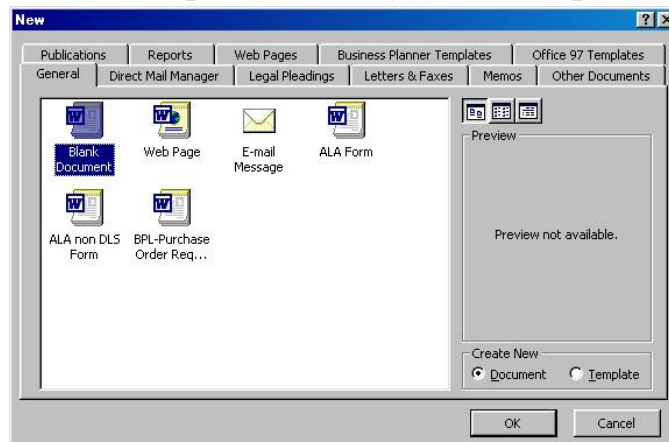 New
Publications
Reports
Web Pages
Business Planner Templates
Office 97 Templates
General
Direct Mail Manager
Legal Pleadings
Letters & Faxes
Memos
Other Documents
Blank
Document
Web Page
E-mail
Message
ALA Form
ALA non DLS
Form
BPL-Purchase
Order Req...
Preview
Preview not available.
Create New
Document
Template
OK
Cancel